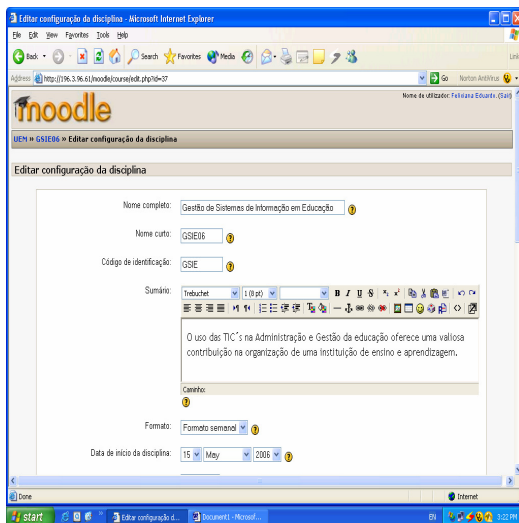 Editar configuração da disciplina - Microsoft Internet Explorer
File Edit View Favorites Tools Help
Back Search Favorites Media
Address http://196.3.96.61/moodle/course/edit.php?id=37 Go Norton AntiVirus
moodle
Nome de utilizador: Feliciana Eduardo. (Sair)
UEM » GSIE06 » Editar configuração da disciplina
Editar configuração da disciplina
Nome completo: Gestão de Sistemas de Informação em Educação
Nome curto: GSIE06
Código de identificação: GSIE
Sumário:
Trebuchet 1 (8 pt) B I U S
O uso das TIC´s na Administração e Gestão da educação oferece uma valiosa
contribuição na organização de uma instituição de ensino e aprendizagem.
Caminho:
Formato: Formato semanal
Data de início da disciplina: 15 May 2006
Done Internet
start Editar configuração d... Document1 - Microsof... EN 3:22 PM